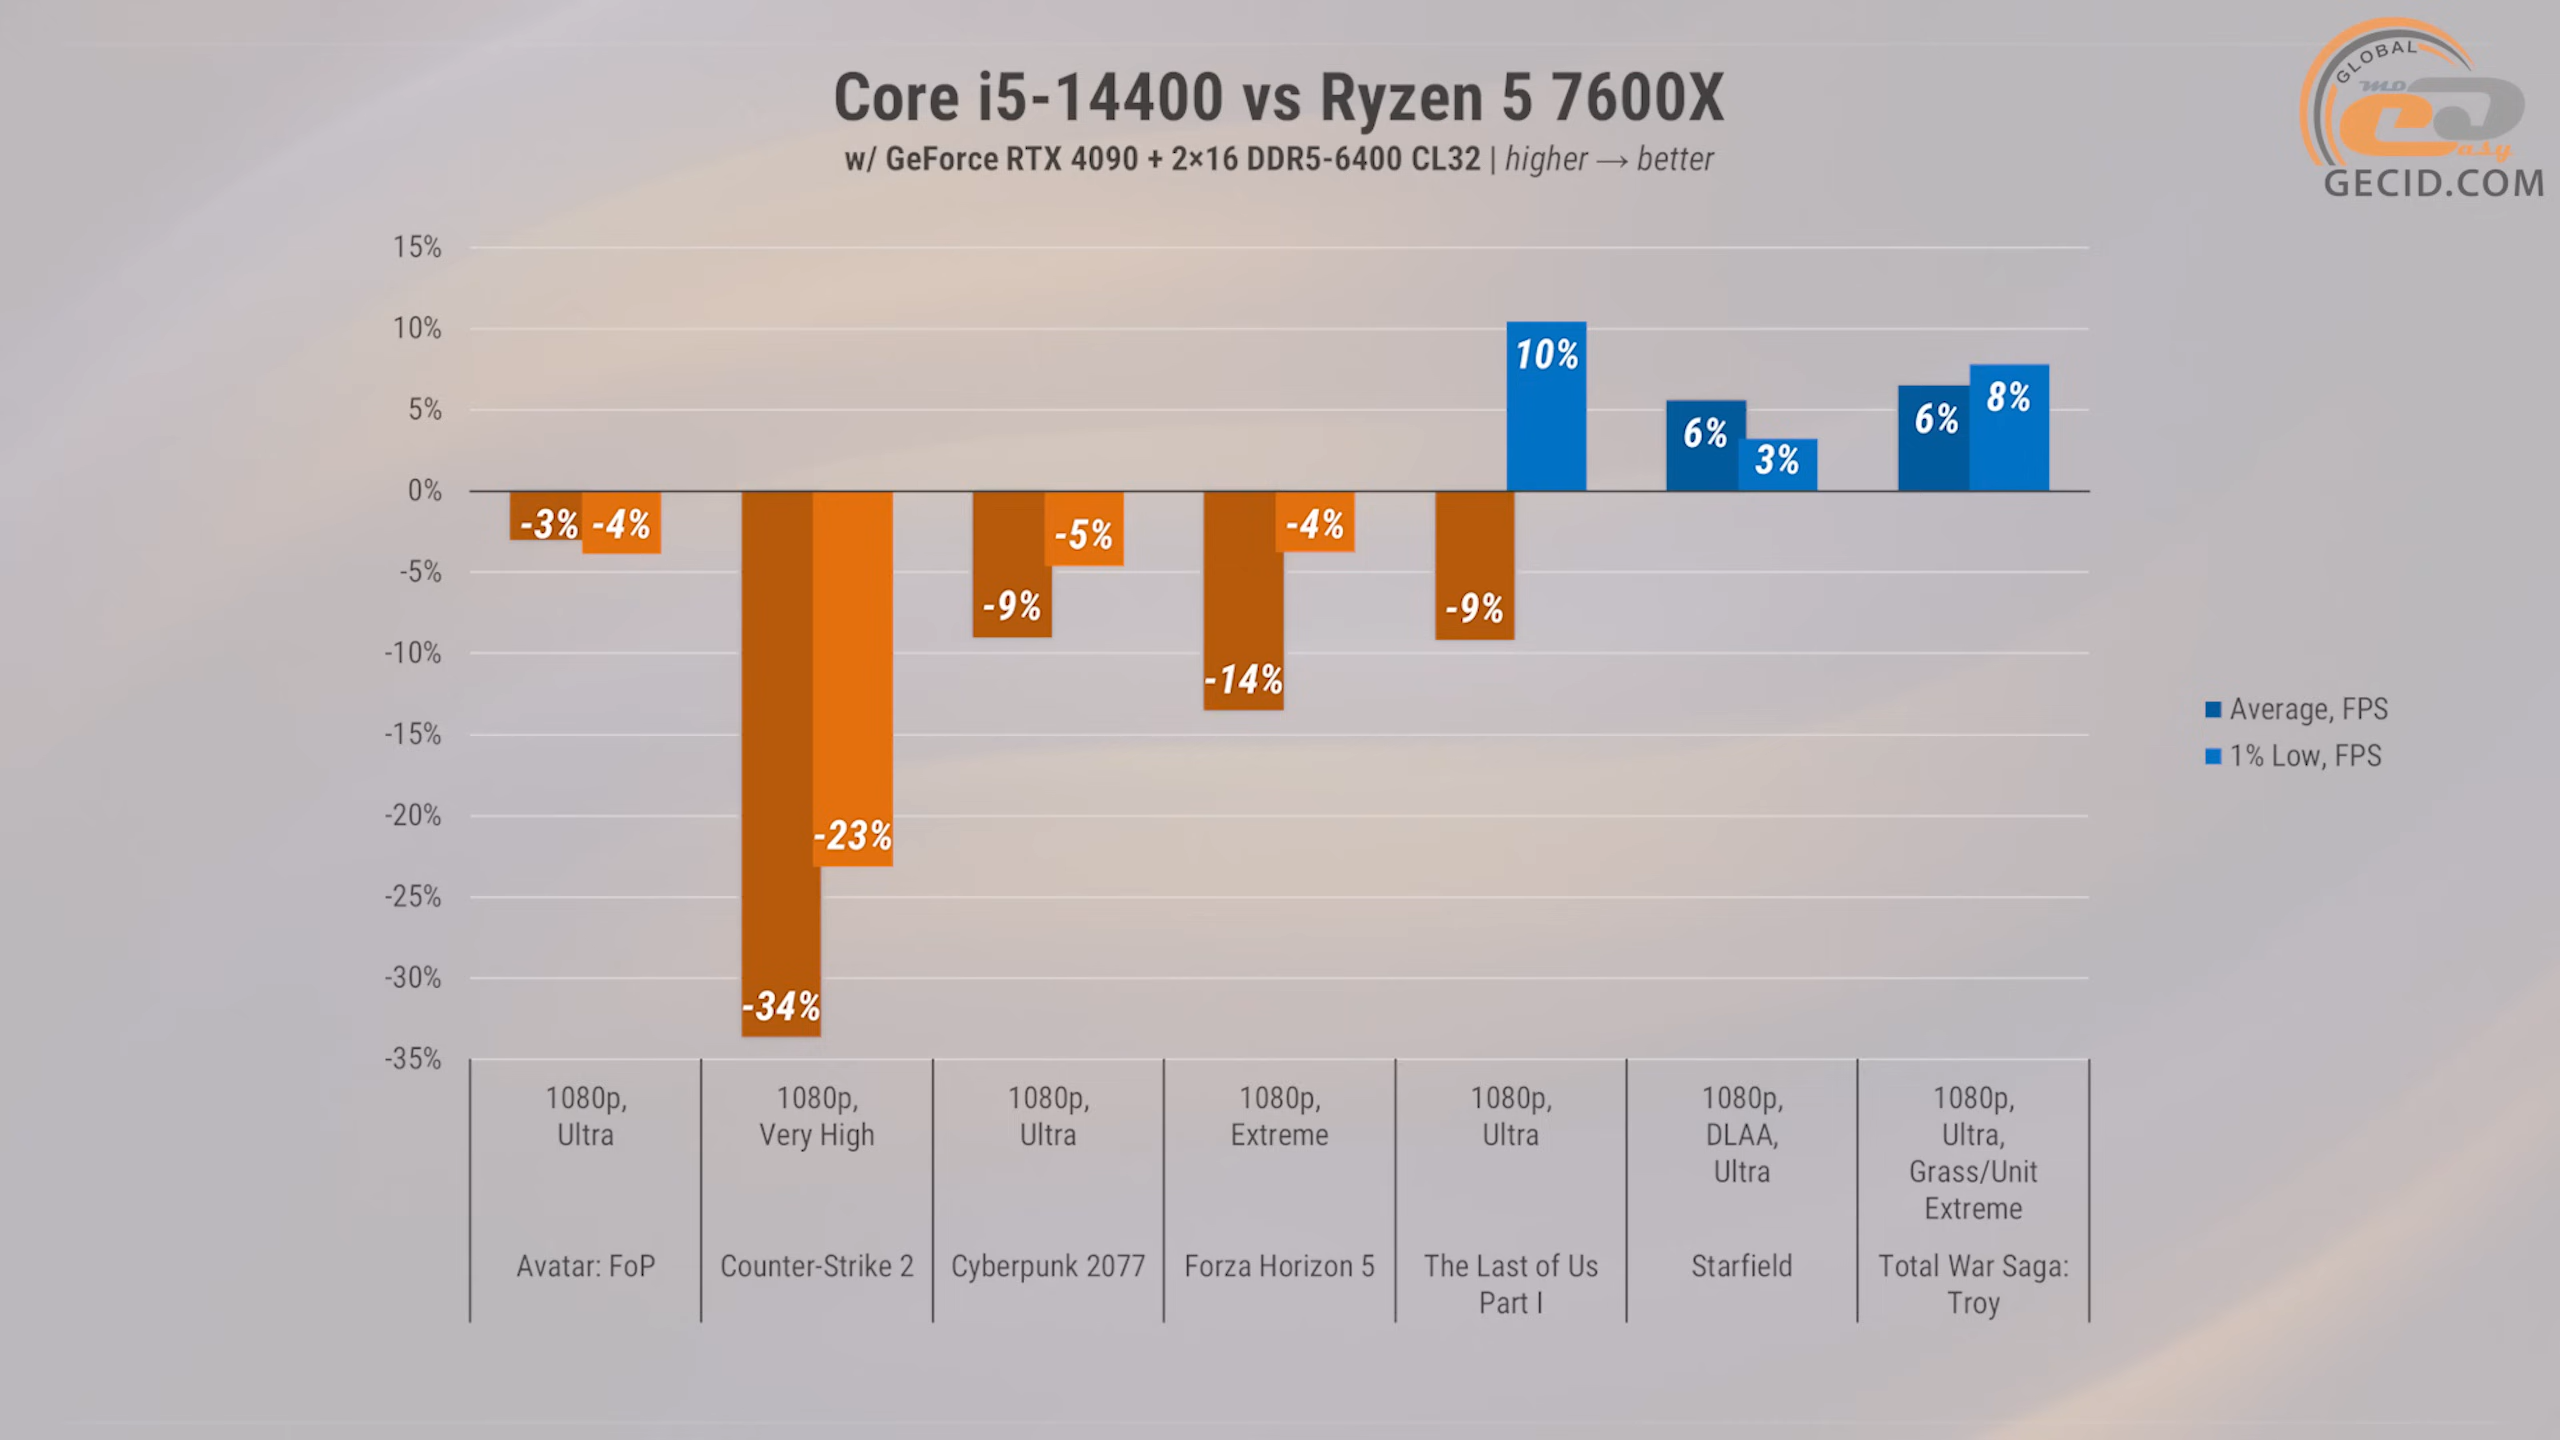 Core i5-14400 vs Ryzen 5 7600X
w/ GeForce RTX 4090 + 2×16 DDR5-6400 CL32 | higher → better
GLOBAL
easy
GECID.COM
15%
10%
5%
0%
-5%
-10%
-15%
-20%
-25%
-30%
-35%
-3%
-4%
-34%
-23%
-9%
-5%
-14%
-4%
-9%
10%
6%
3%
6%
8%
Average, FPS
1% Low, FPS
1080p,
Ultra
1080p,
Very High
1080p,
Ultra
1080p,
Extreme
1080p,
Ultra
1080p,
DLAA,
Ultra
1080p,
Ultra,
Grass/Unit
Extreme
Avatar: FoP
Counter-Strike 2
Cyberpunk 2077
Forza Horizon 5
The Last of Us
Part I
Starfield
Total War Saga:
Troy